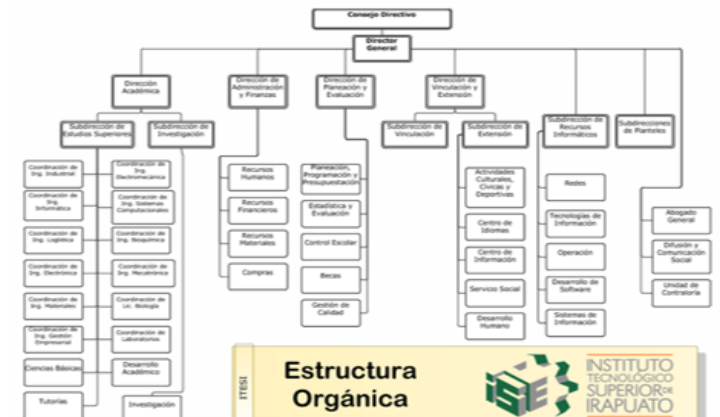 Consejo Directivo
Director
General
Dirección
Académica
Dirección de
Administración
y Finanzas
Dirección de
Planeación y
Evaluación
Dirección de
Vinculación y
Extensión
Subdirección de
Estudios Superiores
Subdirección de
Investigación
Subdirección de
Vinculación
Subdirección de
Extensión
Subdirección de
Recursos
Informáticos
Subdirecciones
de Planteles
Coordinación de
Ing. Industrial
Coordinación de
Ing.
Electromecánica
Coordinación de
Ing.
Informática
Coordinación de
Ing. Sistemas
Computacionales
Coordinación de
Ing. Logística
Coordinación de
Ing. Bioquímica
Coordinación de
Ing. Electrónica
Coordinación de
Ing. Mecatrónica
Coordinación de
Ing. Materiales
Coordinación de
Lic. Biología
Coordinación de
Ing. Gestión
Empresarial
Coordinación de
Laboratorios
Ciencias Básicas
Desarrollo
Académico
Tutorías
Investigación
Recursos
Humanos
Recursos
Financieros
Recursos
Materiales
Compras
Planeación,
Programación y
Presupuestación
Estadística y
Evaluación
Control Escolar
Becas
Gestión de
Calidad
Actividades
Culturales,
Cívicas y
Deportivas
Centro de
Idiomas
Centro de
Información
Servicio Social
Desarrollo
Humano
Redes
Tecnologías de
Información
Operación
Desarrollo de
Software
Sistemas de
Información
Abogado
General
Difusión y
Comunicación
Social
Unidad de
Contraloría
ITESI
Estructura
Orgánica
INSTITUTO
TECNOLÓGICO
SUPERIOR DE
IRAPUATO